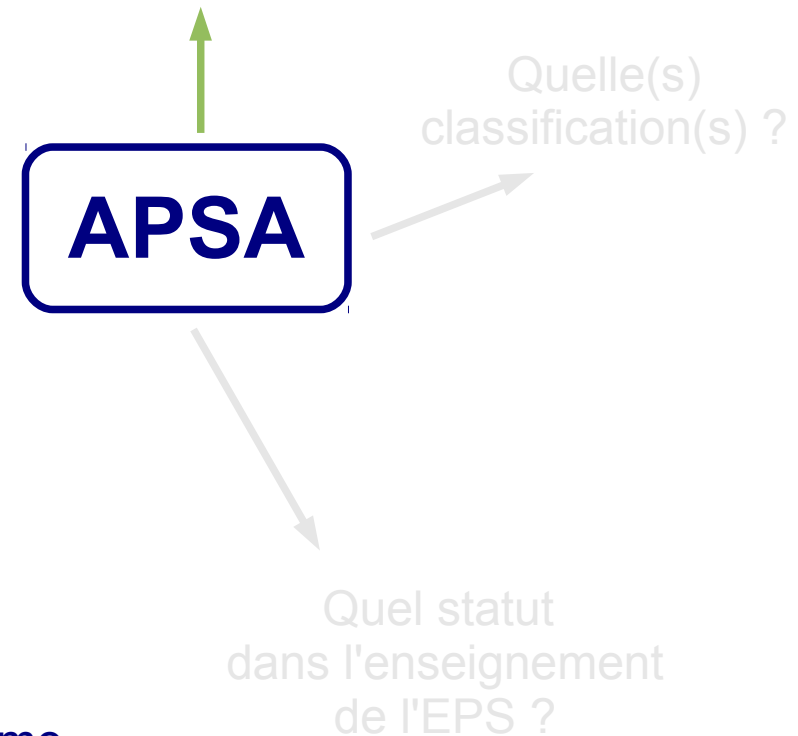 Quelle(s)
classification(s) ?
APSA
Quel statut
dans l'enseignement
de l'EPS ?